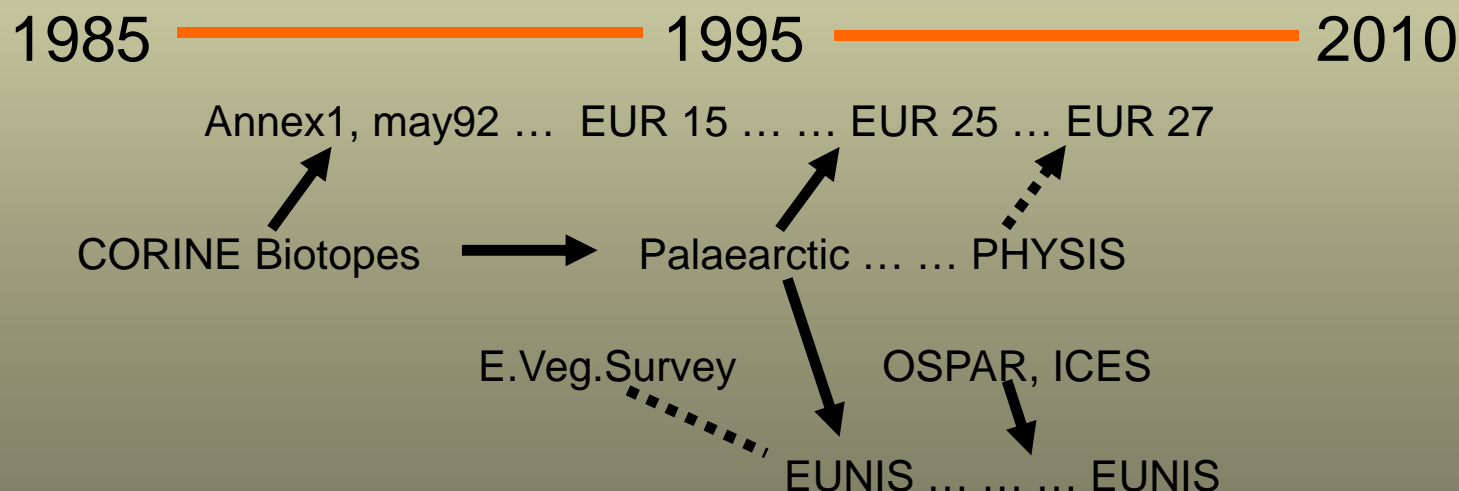 1985 1995 2010
Annex1, may92 … EUR 15 … … EUR 25 … EUR 27
CORINE Biotopes Palaearctic … … PHYSIS
E.Veg.Survey OSPAR, ICES
EUNIS … … … EUNIS